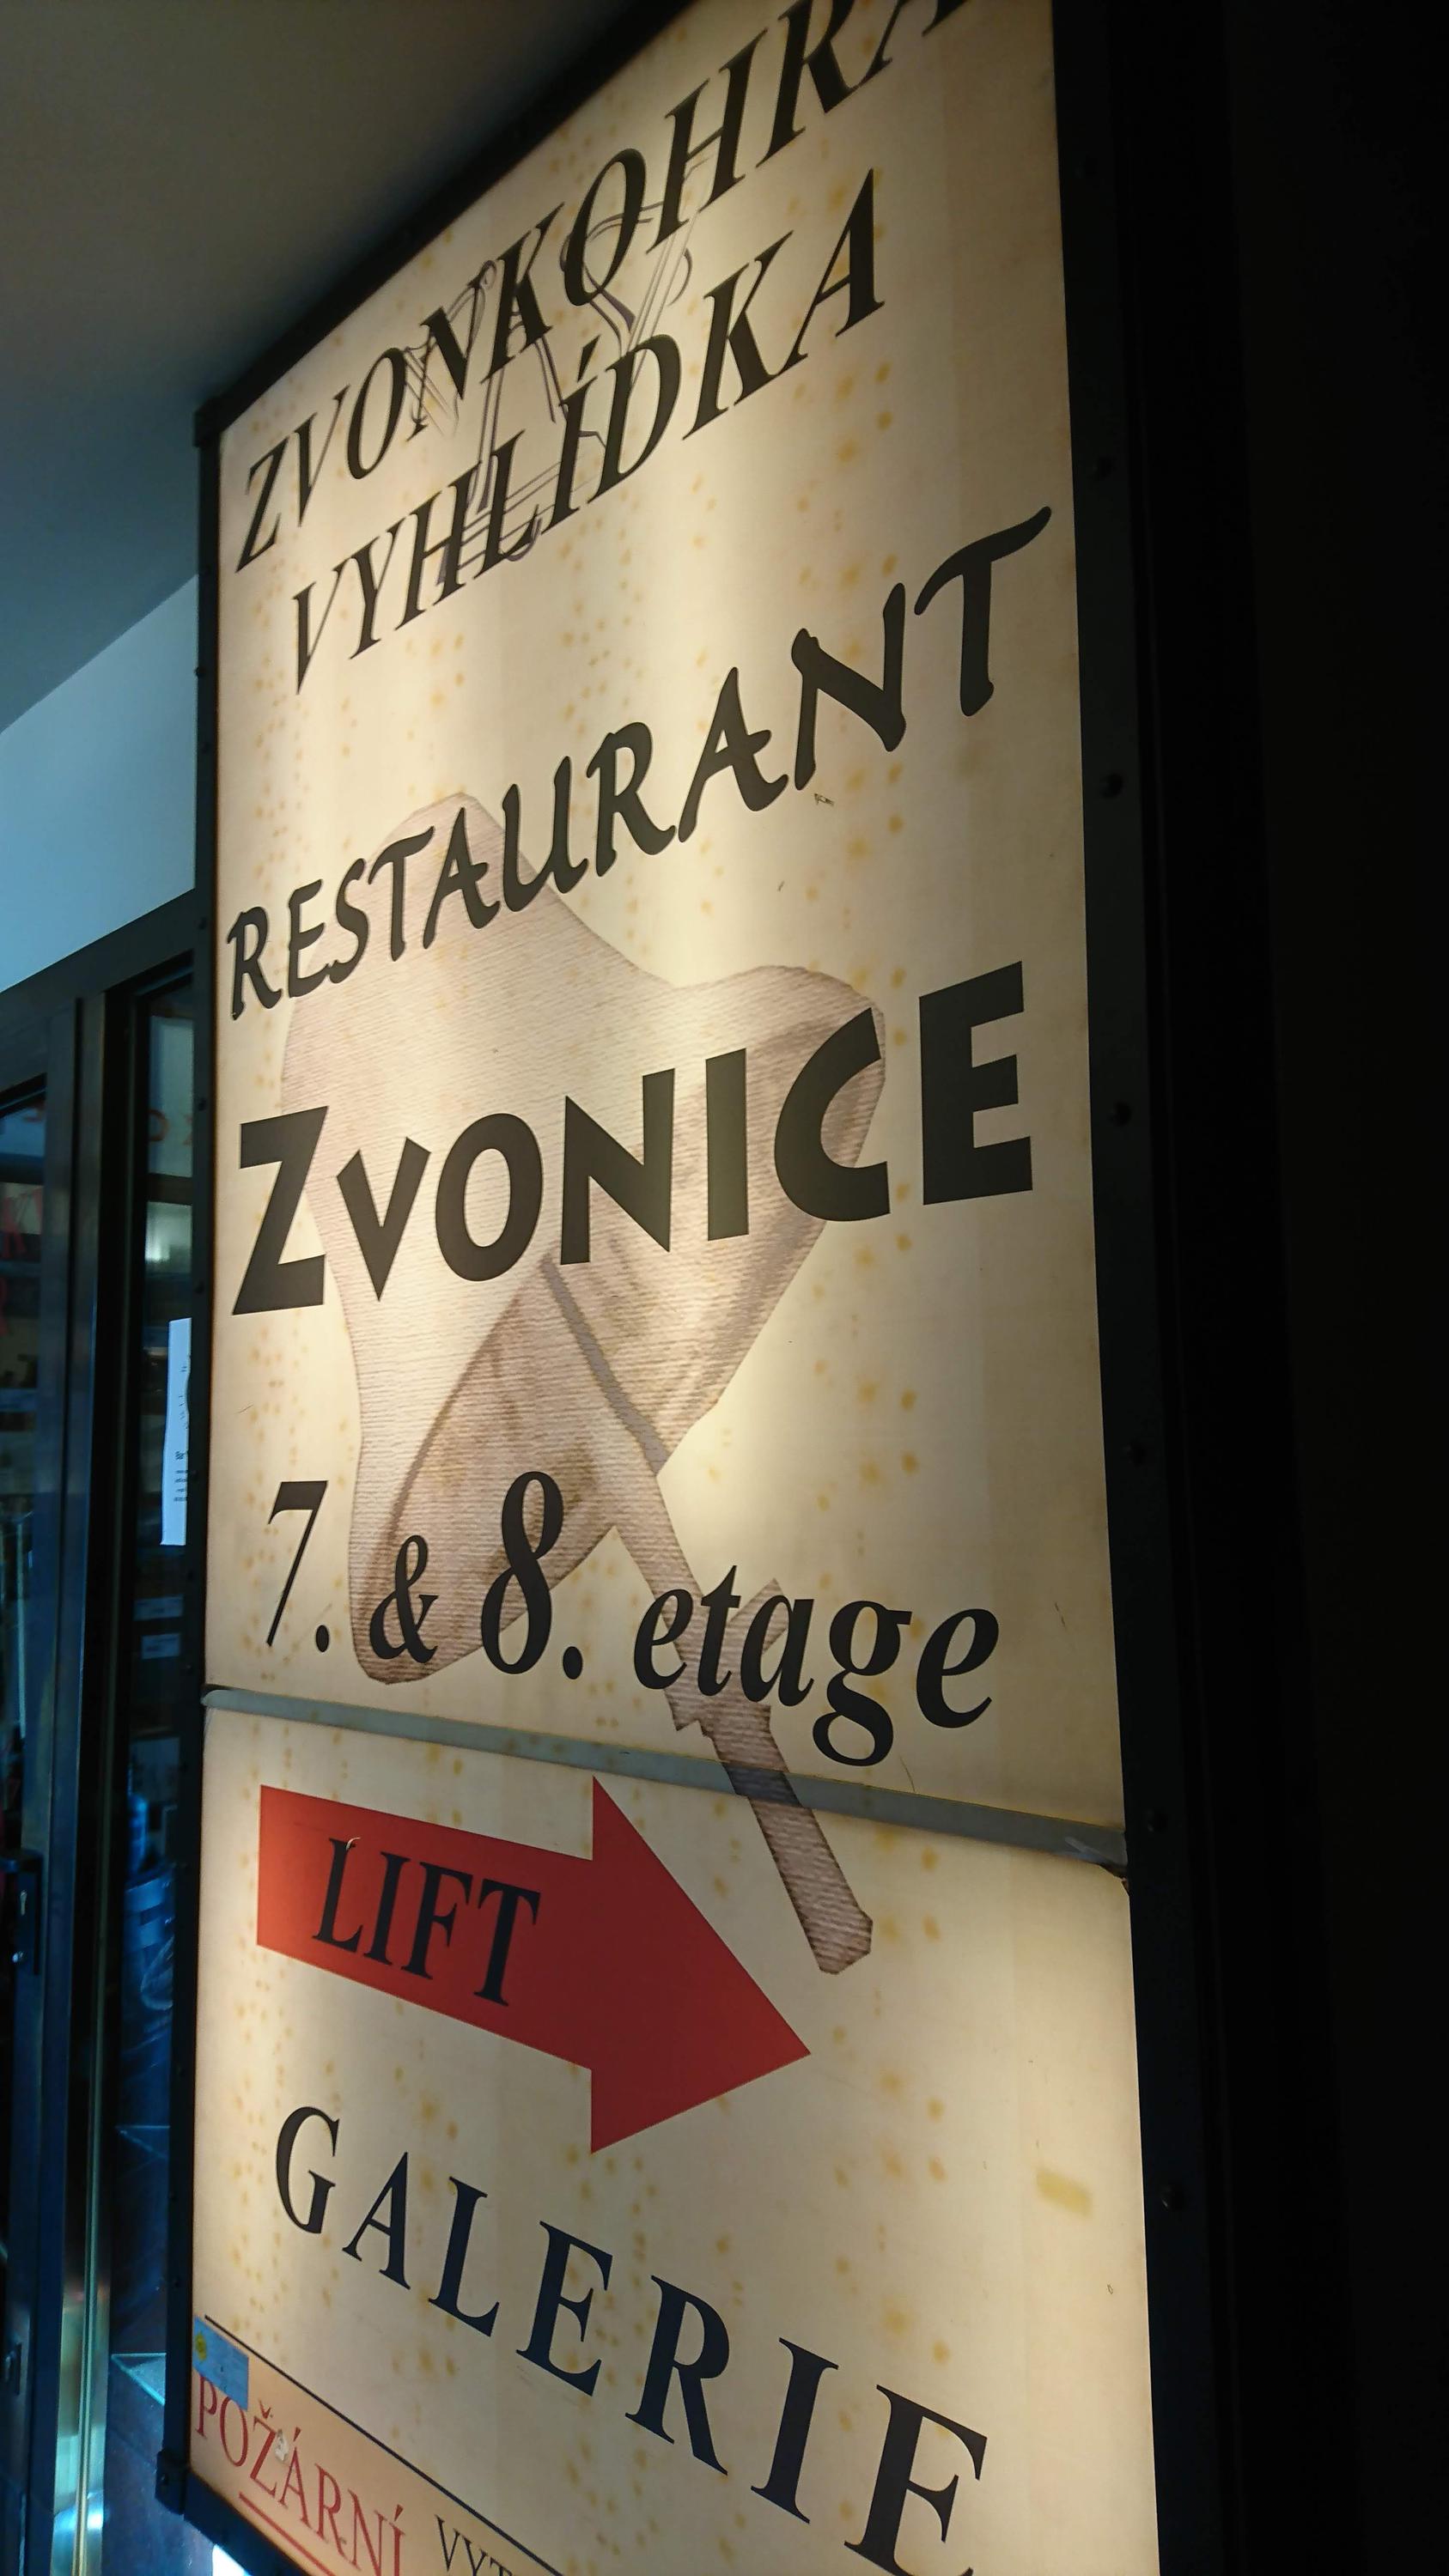 ZVONKOHRA
VYHLÍDKA
RESTAURANT
ZVONICE
7. & 8. etage
LIFT
GALERIE
POŽÁRNÍ